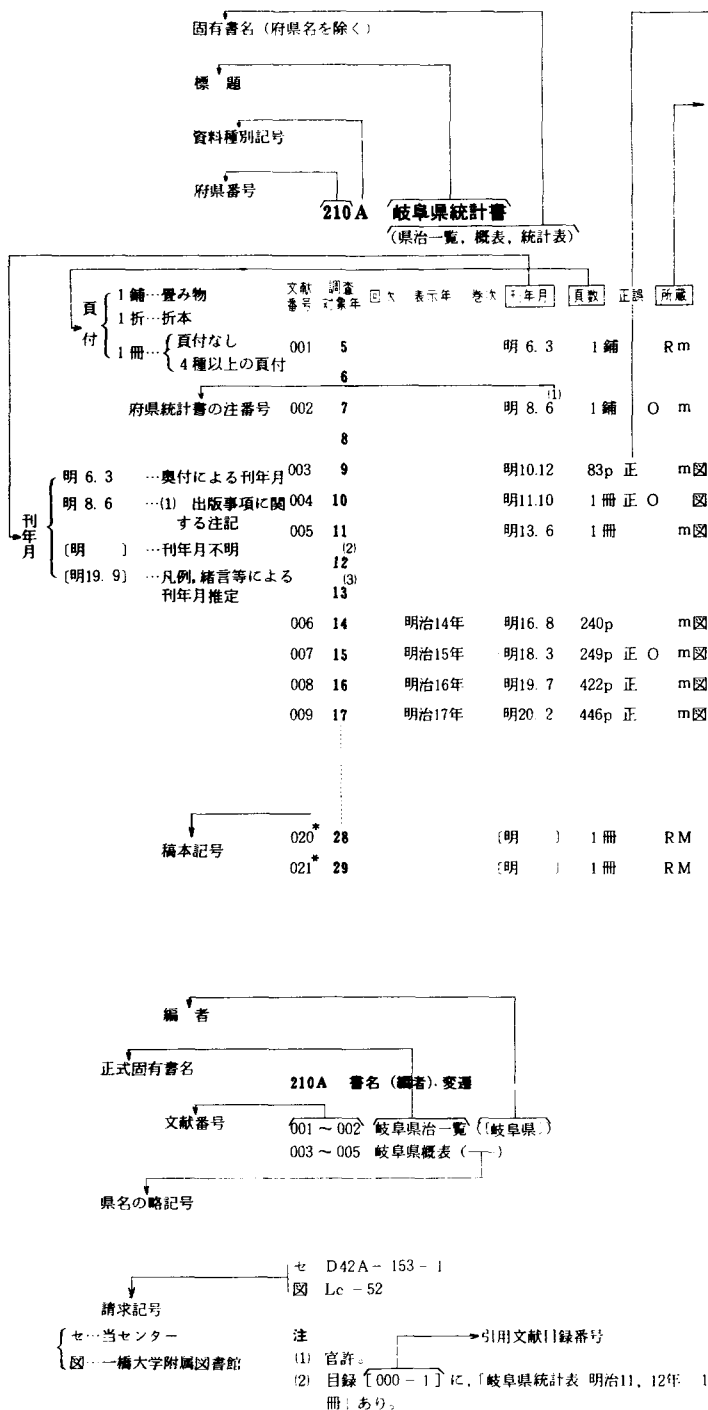 固有書名（府県名を除く）
標題
資料種別記号
府県番号
210A 岐阜県統計書
（県治一覧，概表，統計表）
文献番号 調査対象年 回次 表示年 巻次 刊年月 頁数 正誤 所蔵
頁付
1鋪…畳み物
1折…折本
1冊…
頁付なし
4種以上の頁付
001 5 明 6. 3 1鋪 R m
6
府県統計書の注番号
002 7 明 8. 6 (1) 1鋪 O m
8
003 9 明10.12 83p 正 m図
004 10 明11.10 1冊 正 O 図
005 11 明13. 6 1冊 m図
12 (2)
13 (3)
刊年月
明 6. 3 …奥付による刊年月
明 8. 6 …(1) 出版事項に関
する注記
〔明　　〕…刊年月不明
〔明19. 9〕…凡例，緒言等による
刊年月推定
006 14 明治14年 明16. 8 240p m図
007 15 明治15年 明18. 3 249p 正 O m図
008 16 明治16年 明19. 7 422p 正 m図
009 17 明治17年 明20. 2 446p 正 m図
稿本記号
020* 28 〔明　　〕 1冊 R M
021* 29 〔明　　〕 1冊 R M
編者
正式固有書名
210A 書名（編者）変遷
文献番号
001～002 岐阜県治一覧（「岐阜県」）
003～005 岐阜県概表（──）
県名の略記号
セ D42A－153－1
図 Lc－52
請求記号
セ…当センター
図…一橋大学附属図書館
注
引用文献目録番号
(1) 官許。
(2) 目録［000－1］に，「岐阜県統計表 明治11，12年 1
冊」あり。